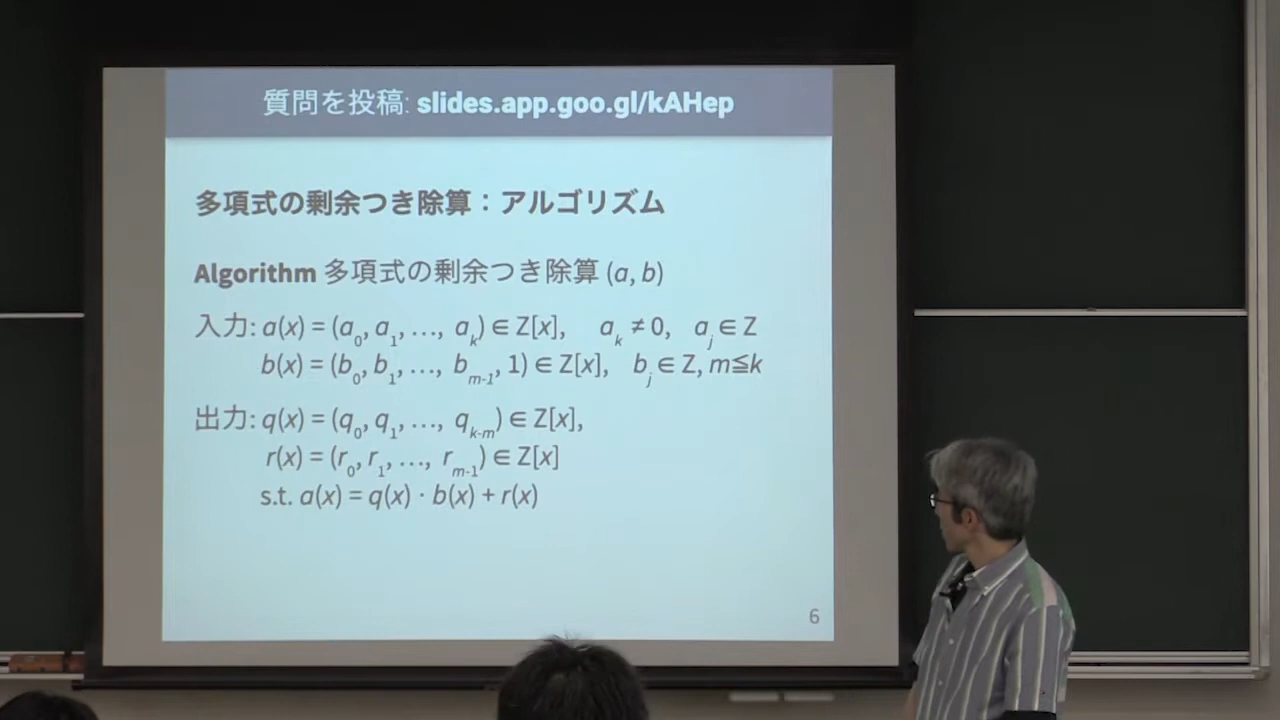 質問を投稿: slides.app.goo.gl/kAHep
多項式の剰余つき除算：アルゴリズム
Algorithm 多項式の剰余つき除算 (a, b)
入力: a(x) = (a₀, a₁, …, aₖ) ∈ Z[x], aₖ ≠ 0, aⱼ ∈ Z
b(x) = (b₀, b₁, …, bₘ₋₁, 1) ∈ Z[x], bⱼ ∈ Z, m≦k
出力: q(x) = (q₀, q₁, …, qₖ₋ₘ) ∈ Z[x],
r(x) = (r₀, r₁, …, rₘ₋₁) ∈ Z[x]
s.t. a(x) = q(x) · b(x) + r(x)
6